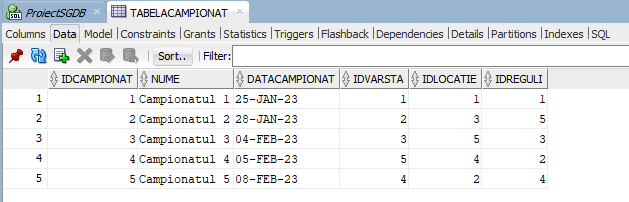 SQL ProiectSGDB TABELACAMPIONAT
Columns Data Model Constraints Grants Statistics Triggers Flashback Dependencies Details Partitions Indexes SQL
Sort.. Filter:
IDCAMPIONAT NUME DATACAMPIONAT IDVARSTA IDLOCATIE IDREGULI
1 1 Campionatul 1 25-JAN-23 1 1 1
2 2 Campionatul 2 28-JAN-23 2 3 5
3 3 Campionatul 3 04-FEB-23 3 5 3
4 4 Campionatul 4 05-FEB-23 5 4 2
5 5 Campionatul 5 08-FEB-23 4 2 4